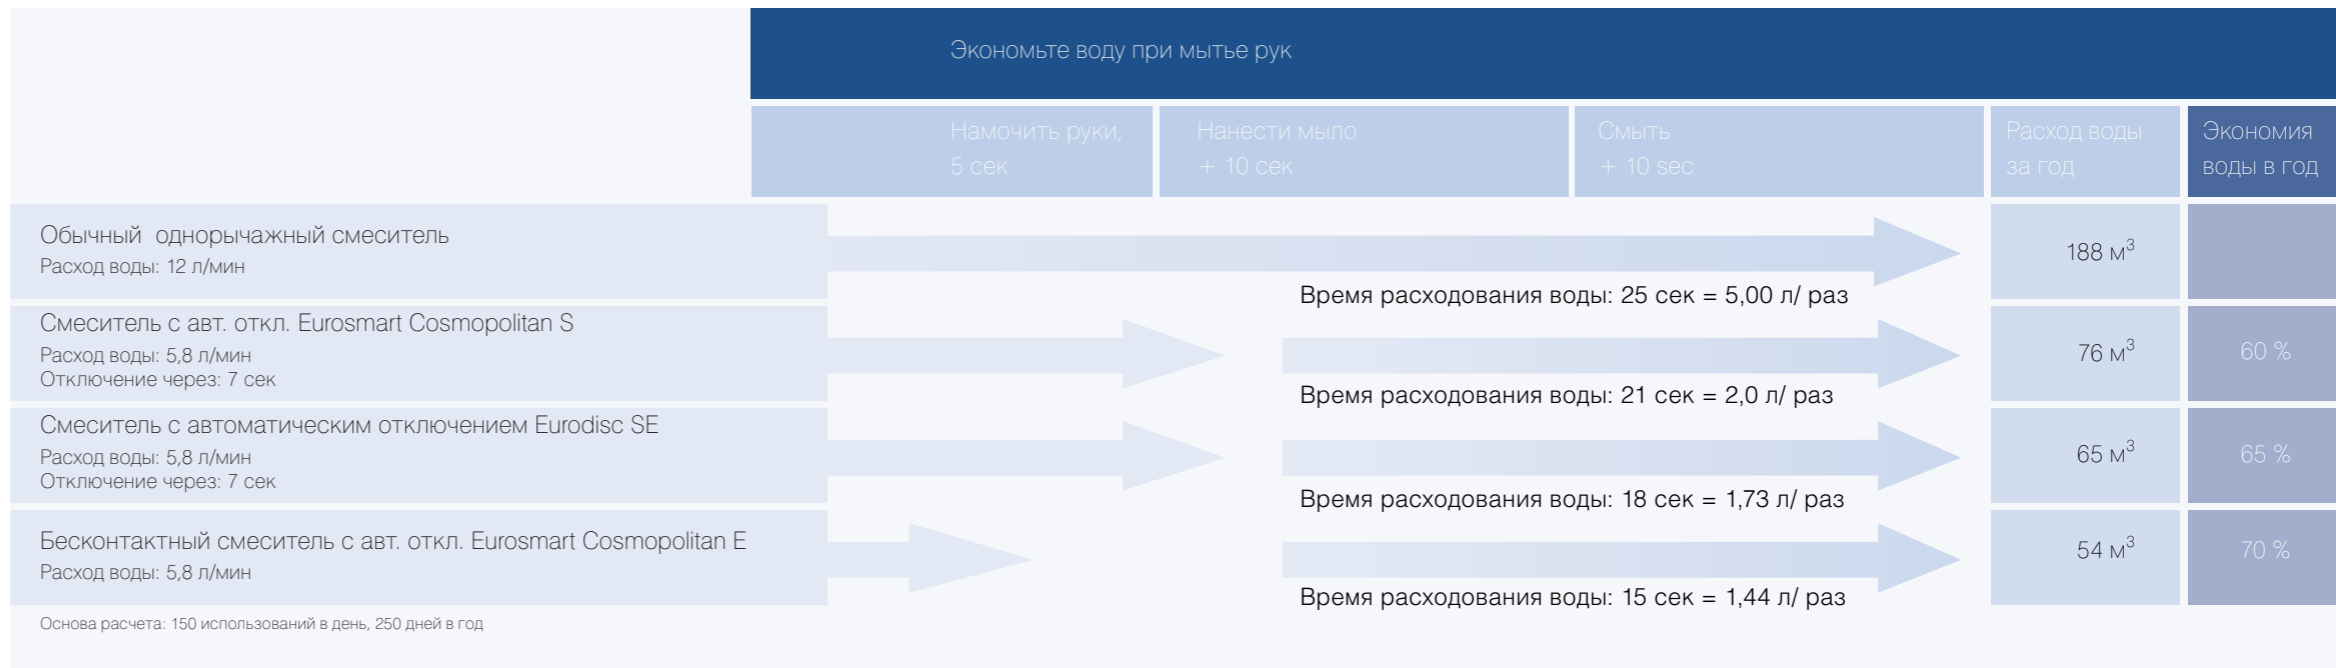 Экономьте воду при мытье рук
Намочить руки,
5 сек
Нанести мыло
+ 10 сек
Смыть
+ 10 sec
Расход воды
за год
Экономия
воды в год
Обычный однорычажный смеситель
Расход воды: 12 л/мин
188 м³
Время расходования воды: 25 сек = 5,00 л/ раз
Смеситель с авт. откл. Eurosmart Cosmopolitan S
Расход воды: 5,8 л/мин
Отключение через: 7 сек
76 м³
60 %
Время расходования воды: 21 сек = 2,0 л/ раз
Смеситель с автоматическим отключением Eurodisc SE
Расход воды: 5,8 л/мин
Отключение через: 7 сек
65 м³
65 %
Время расходования воды: 18 сек = 1,73 л/ раз
Бесконтактный смеситель с авт. откл. Eurosmart Cosmopolitan E
Расход воды: 5,8 л/мин
54 м³
70 %
Время расходования воды: 15 сек = 1,44 л/ раз
Основа расчета: 150 использований в день, 250 дней в год